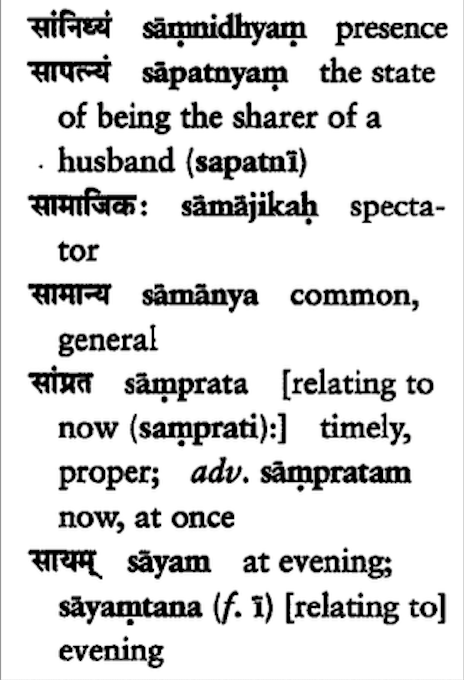 सांनिध्यं sāṃnidhyaṃ presence
सापत्न्यं sāpatnyaṃ the state
of being the sharer of a
husband (sapatnī)
सामाजिकः sāmājikaḥ specta-
tor
सामान्य sāmānya common,
general
सांप्रत sāṃprata [relating to
now (saṃprati):] timely,
proper; adv. sāṃpratam
now, at once
सायम् sāyam at evening;
sāyaṃtana (f. ī) [relating to]
evening